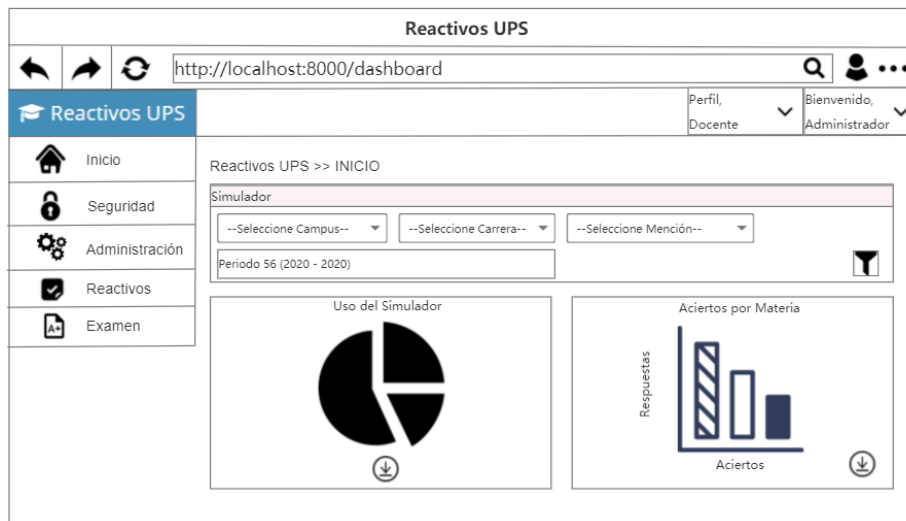 Reactivos UPS
http://localhost:8000/dashboard
Reactivos UPS
Perfil,
Docente
Bienvenido,
Administrador
Inicio
Seguridad
Administración
Reactivos
A+ Examen
Reactivos UPS >> INICIO
Simulador
--Seleccione Campus--
--Seleccione Carrera--
--Seleccione Mención--
Periodo 56 (2020 - 2020)
Uso del Simulador
Aciertos por Materia
Respuestas
Aciertos